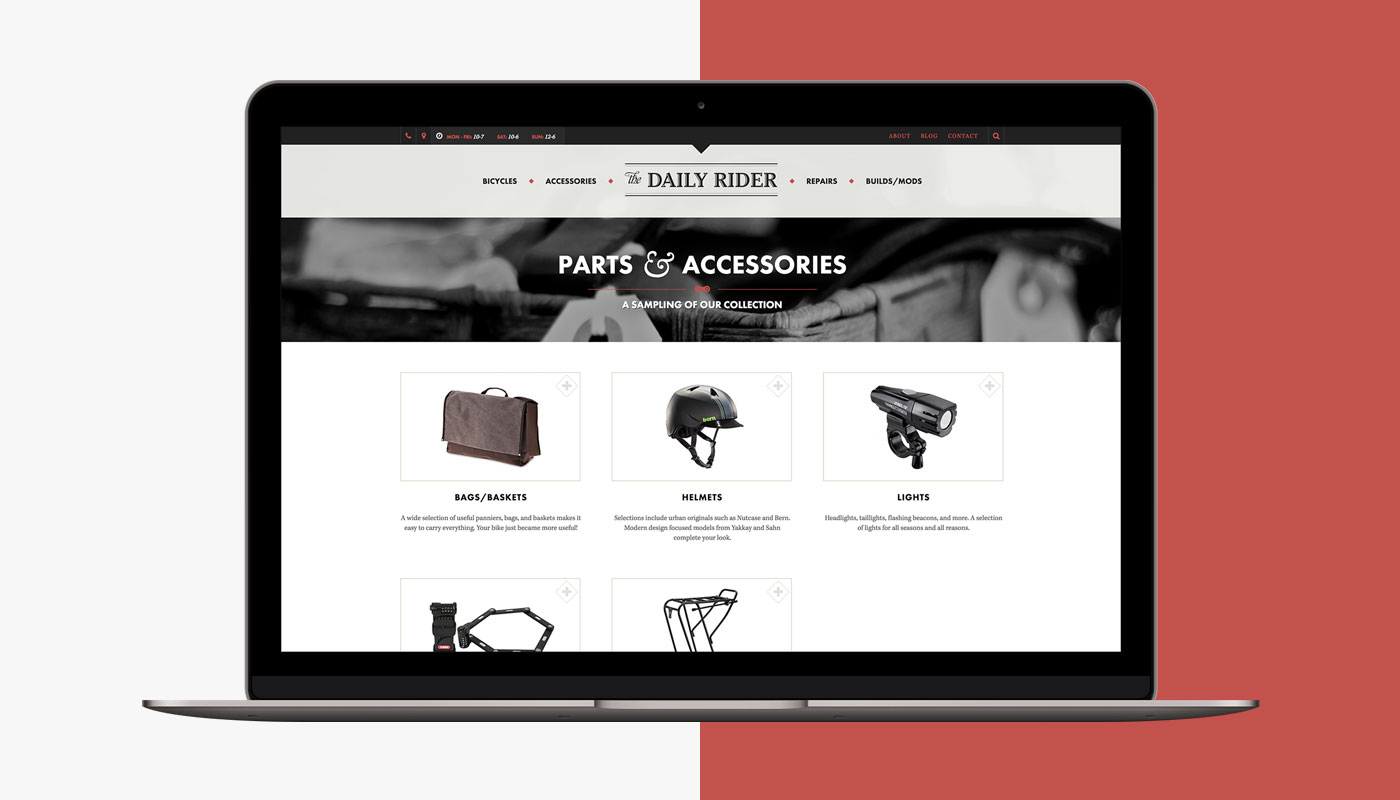 MON - FRI: 10-7 SAT: 10-6 SUN: 12-6
ABOUT BLOG CONTACT
BICYCLES ACCESSORIES the DAILY RIDER REPAIRS BUILDS/MODS
PARTS & ACCESSORIES
A SAMPLING OF OUR COLLECTION
bern
BAGS/BASKETS
A wide selection of useful panniers, bags, and baskets makes it
easy to carry everything. Your bike just became more useful!
HELMETS
Selections include urban originals such as Nutcase and Bern.
Modern design focused models from Yakkay and Sahn
complete your look.
LIGHTS
Headlights, taillights, flashing beacons, and more. A selection
of lights for all seasons and all reasons.